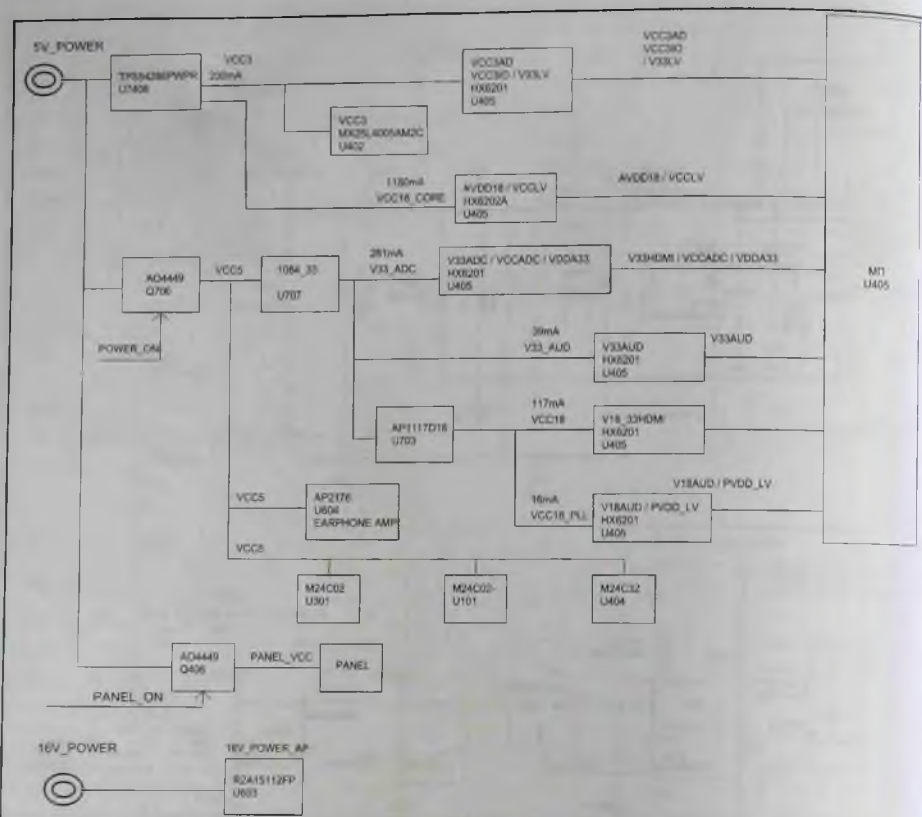 5V_POWER
VCC3
200mA
VCC3
MX25L4005AM2C
U402
VCC3AD
VCC3IO / V33LV
HX6201
U405
VCC3AD
VCC3IO
/ V33LV
1180mA
VCC18_CORE
AVDD18 / VCCLV
HX6202A
U405
AVDD18 / VCCLV
МП
U405
AO4449
Q706
POWER_ON
VCC5
1084_33
U707
281mA
V33_ADC
V33ADC / VCCADC / VDDA33
HX6201
U405
V33HDMI / VCCADC / VDDA33
39mA
V33_AUD
V33AUD
HX6201
U405
V33AUD
AP1117D18
U703
117mA
VCC18
V18_33HDMI
HX6201
U405
16mA
VCC18_PLL
V18AUD / PVDD_LV
HX6201
U405
V18AUD / PVDD_LV
VCC5
AP2176
U604
EARPHONE AMP
VCC5
M24C02
U301
M24C02-
U101
M24C32
U404
AO4449
Q406
PANEL_ON
PANEL_VCC
PANEL
16V_POWER
16V_POWER_AP
R2A15112FP
U603